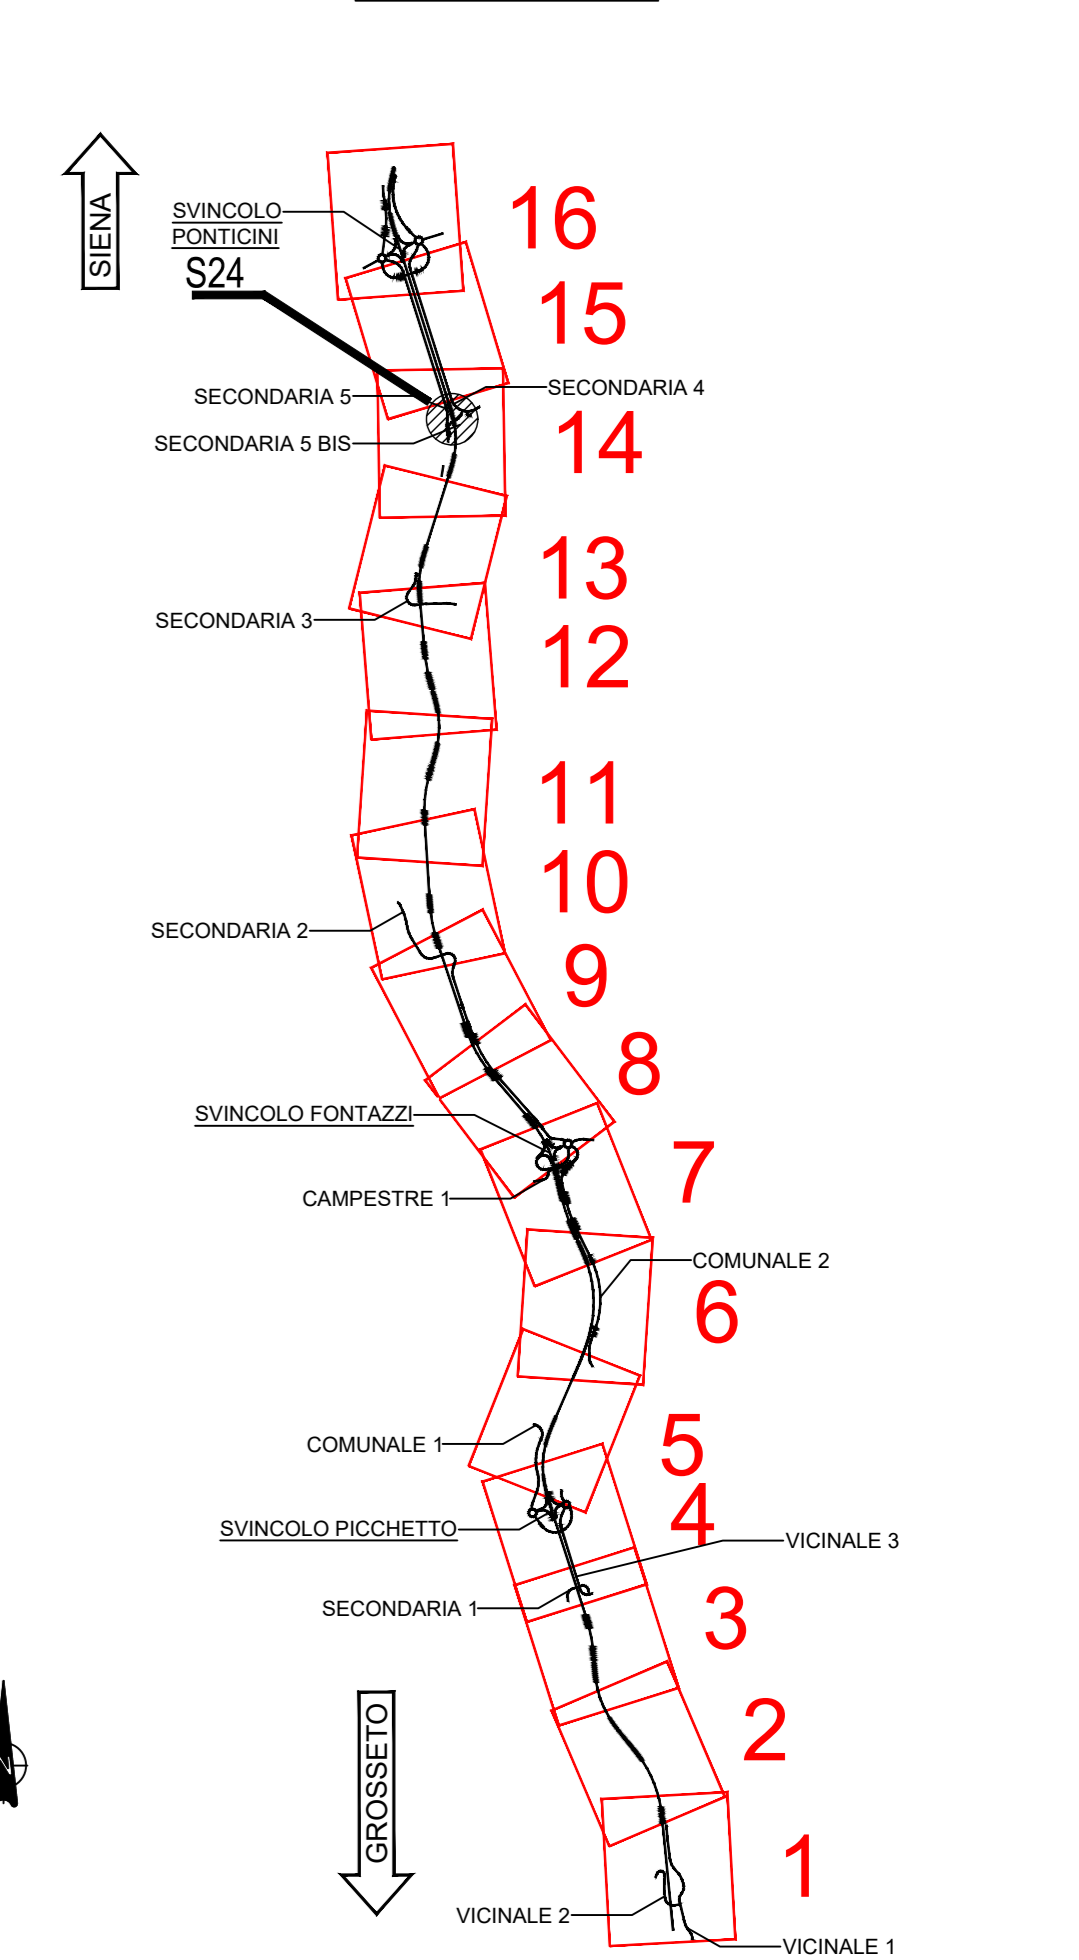 16
SVINCOLO
PONTICINI
SIENA
S24
15
SECONDARIA 4
SECONDARIA 5
14
SECONDARIA 5 BIS
13
SECONDARIA 3
12
11
10
SECONDARIA 2
9
8
SVINCOLO FONTAZZI
7
CAMPESTRE 1
COMUNALE 2
6
COMUNALE 1
5
4
SVINCOLO PICCHETTO
VICINALE 3
SECONDARIA 1
3
2
GROSSETO
1
VICINALE 2
VICINALE 1